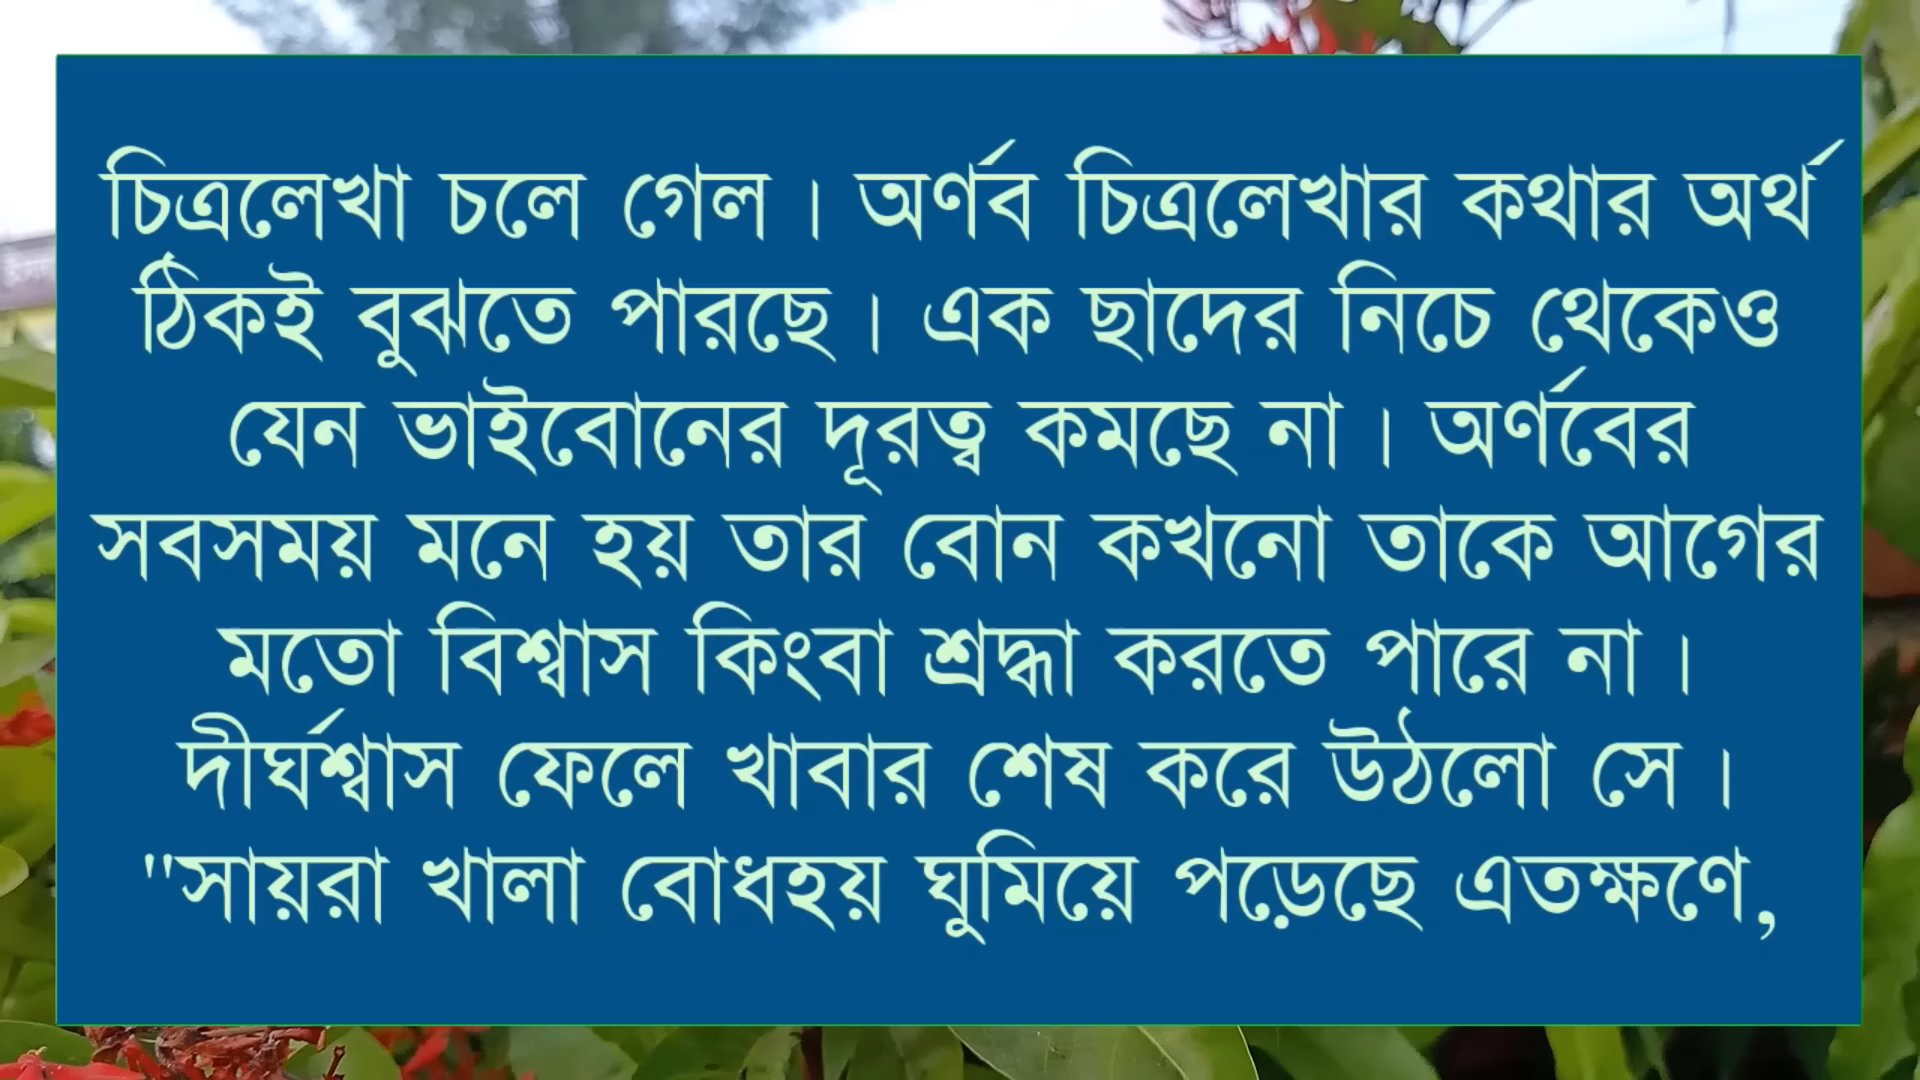 চিত্রলেখা চলে গেল। অর্ণব চিত্রলেখার কথার অর্থ
ঠিকই বুঝতে পারছে। এক ছাদের নিচে থেকেও
যেন ভাইবোনের দূরত্ব কমছে না। অর্ণবের
সবসময় মনে হয় তার বোন কখনো তাকে আগের
মতো বিশ্বাস কিংবা শ্রদ্ধা করতে পারে না।
দীর্ঘশ্বাস ফেলে খাবার শেষ করে উঠলো সে।
"সায়রা খালা বোধহয় ঘুমিয়ে পড়েছে এতক্ষণে,